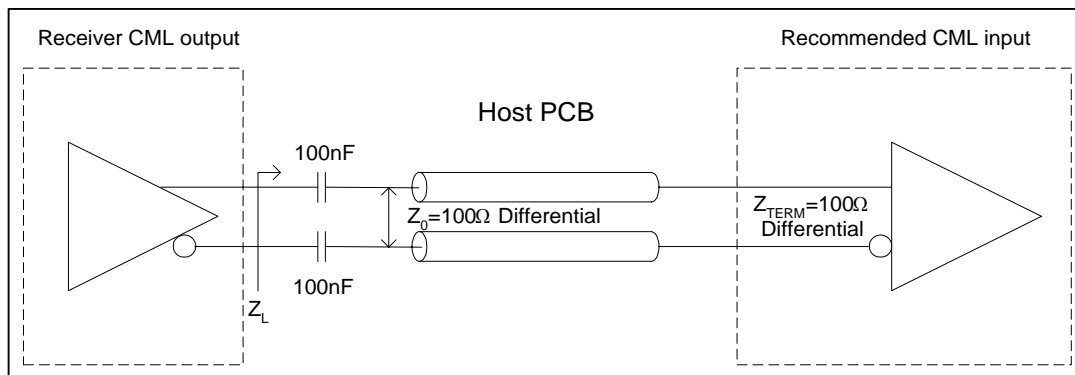 Receiver CML output
Recommended CML input
Host PCB
100nF
Z0=100Ω Differential
ZTERM=100Ω
Differential
100nF
ZL